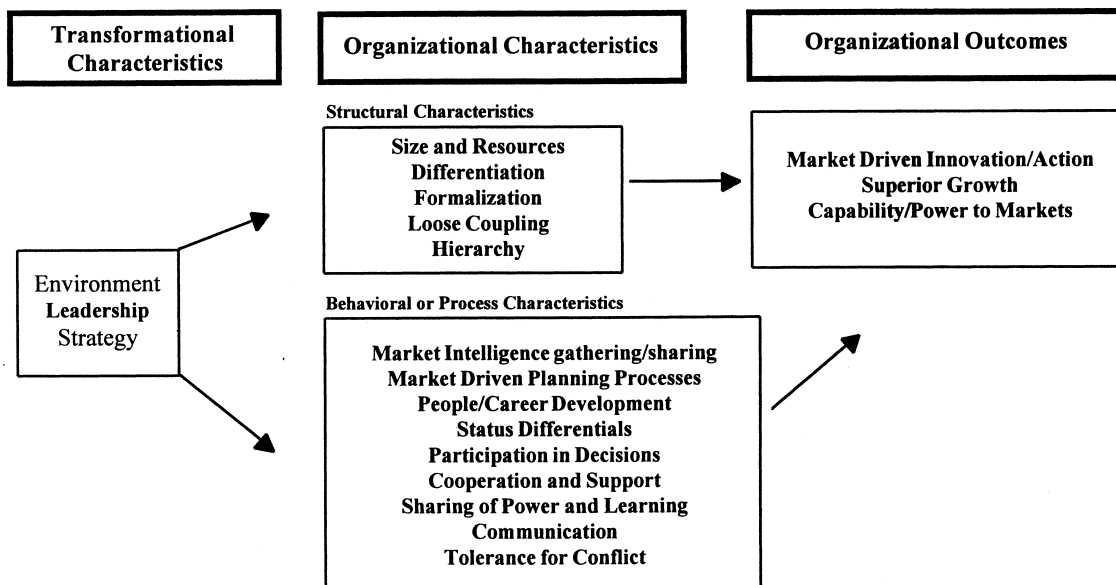 Transformational
Characteristics
Organizational Characteristics
Organizational Outcomes
Structural Characteristics
Size and Resources
Differentiation
Formalization
Loose Coupling
Hierarchy
Market Driven Innovation/Action
Superior Growth
Capability/Power to Markets
Environment
Leadership
Strategy
Behavioral or Process Characteristics
Market Intelligence gathering/sharing
Market Driven Planning Processes
People/Career Development
Status Differentials
Participation in Decisions
Cooperation and Support
Sharing of Power and Learning
Communication
Tolerance for Conflict